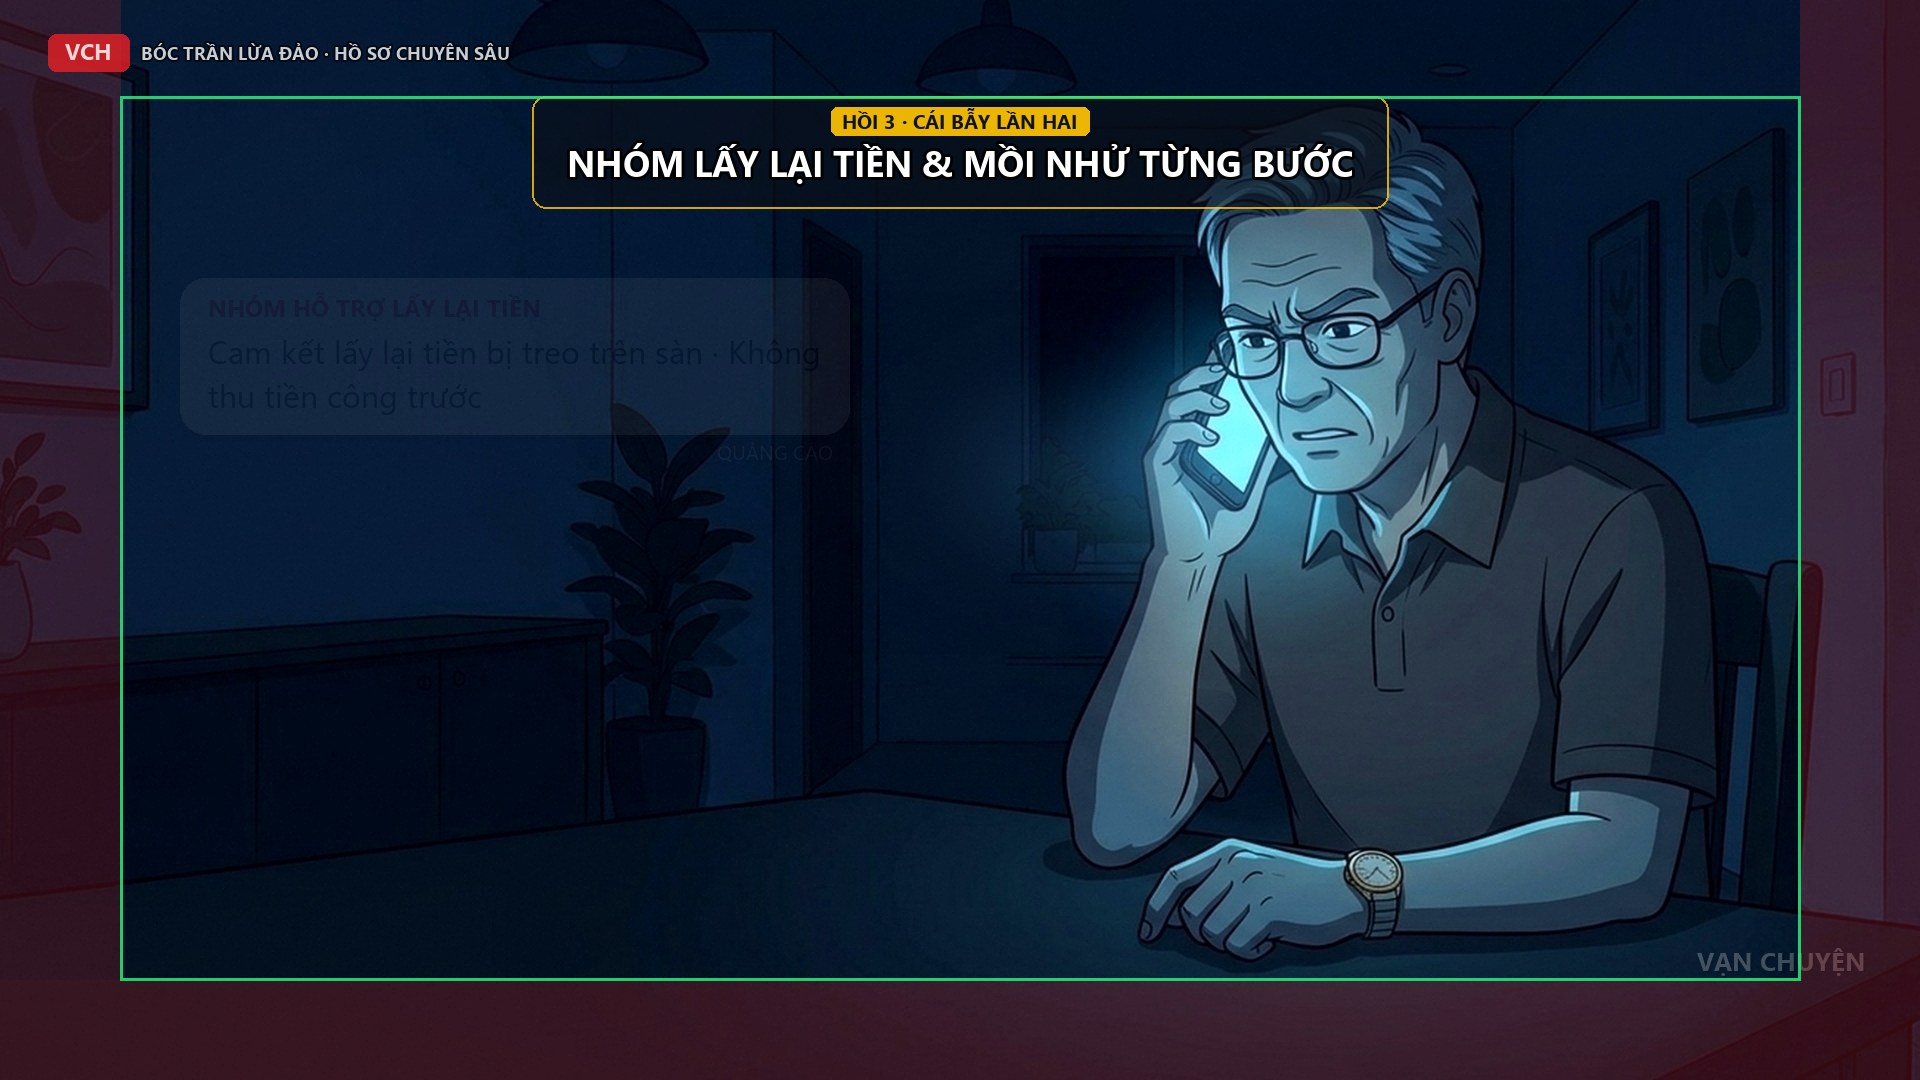 VCH
BÓC TRẦN LỪA ĐẢO · HỒ SƠ CHUYÊN SÂU
HỒI 3 · CÁI BẪY LẦN HAI
NHÓM LẤY LẠI TIỀN & MỒI NHỬ TỪNG BƯỚC
NHÓM HỖ TRỢ LẤY LẠI TIỀN
Cam kết lấy lại tiền bị treo trên sàn · Không
thu tiền công trước
QUẢNG CÁO
VẠN CHUYỆN